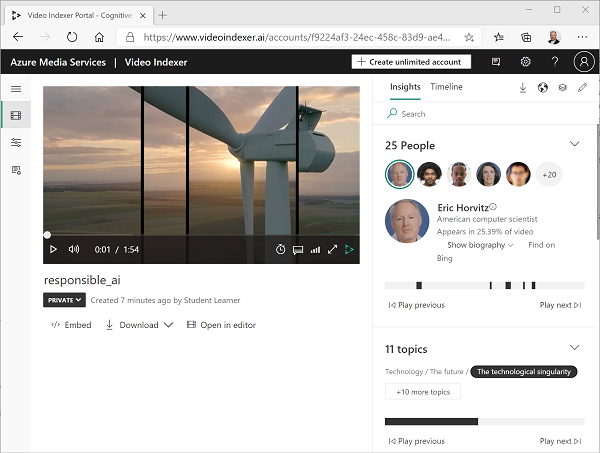 Video Indexer Portal - Cognitive
https://www.videoindexer.ai/accounts/f9224af3-24ec-458c-83d9-ae4...
Azure Media Services | Video Indexer
+ Create unlimited account
?
Insights
Timeline
Search
25 People
+20
Eric Horvitz
American computer scientist
Appears in 25.39% of video
Show biography
Find on
Bing
Play previous
Play next
0:01 / 1:54
responsible_ai
PRIVATE
Created 7 minutes ago by Student Learner
</> Embed
Download
Open in editor
11 topics
Technology / The future / The technological singularity
+10 more topics
Play previous
Play next